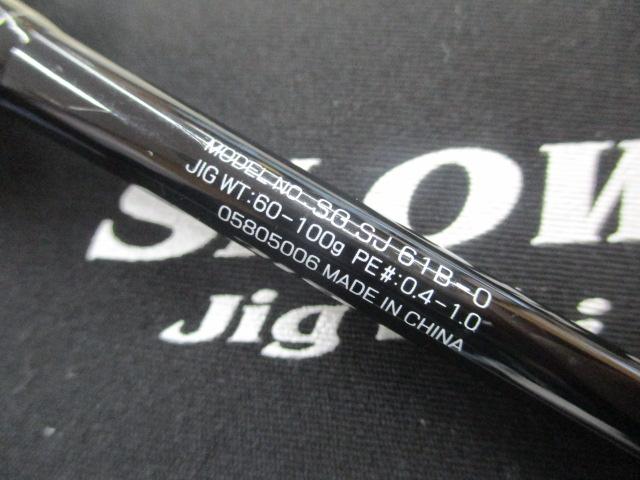 MODEL NO. SG SJ 61B-0
JIG WT:60-100g PE#:0.4-1.0
05805006 MADE IN CHINA
SLOW
Jig